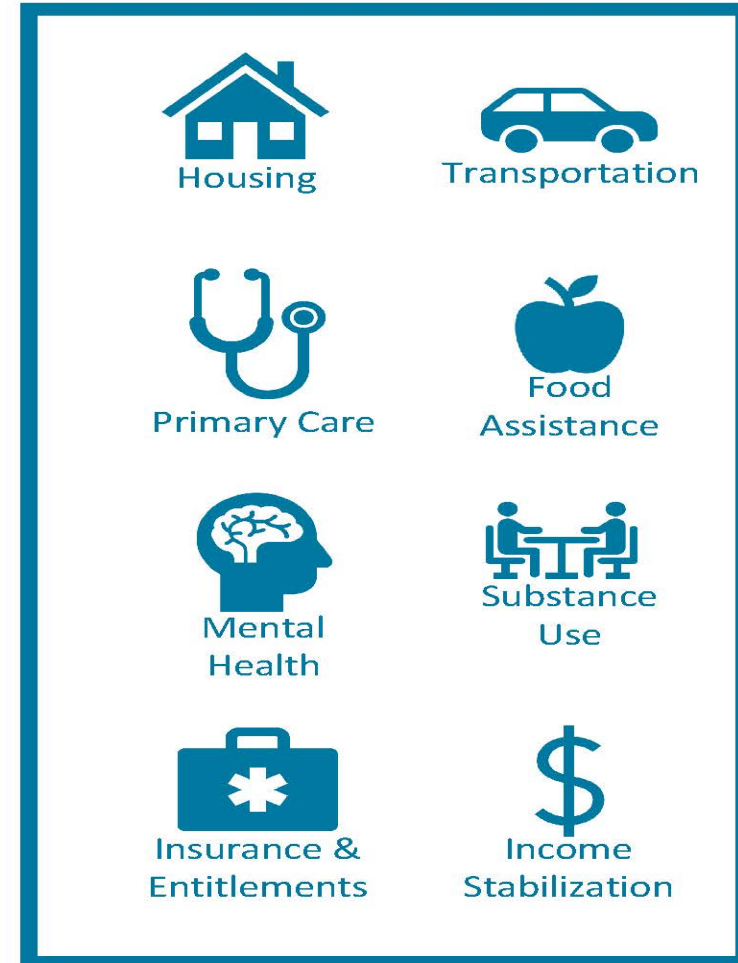 Housing
Transportation
Primary Care
Food
Assistance
Mental
Health
Substance
Use
Insurance &
Entitlements
Income
Stabilization